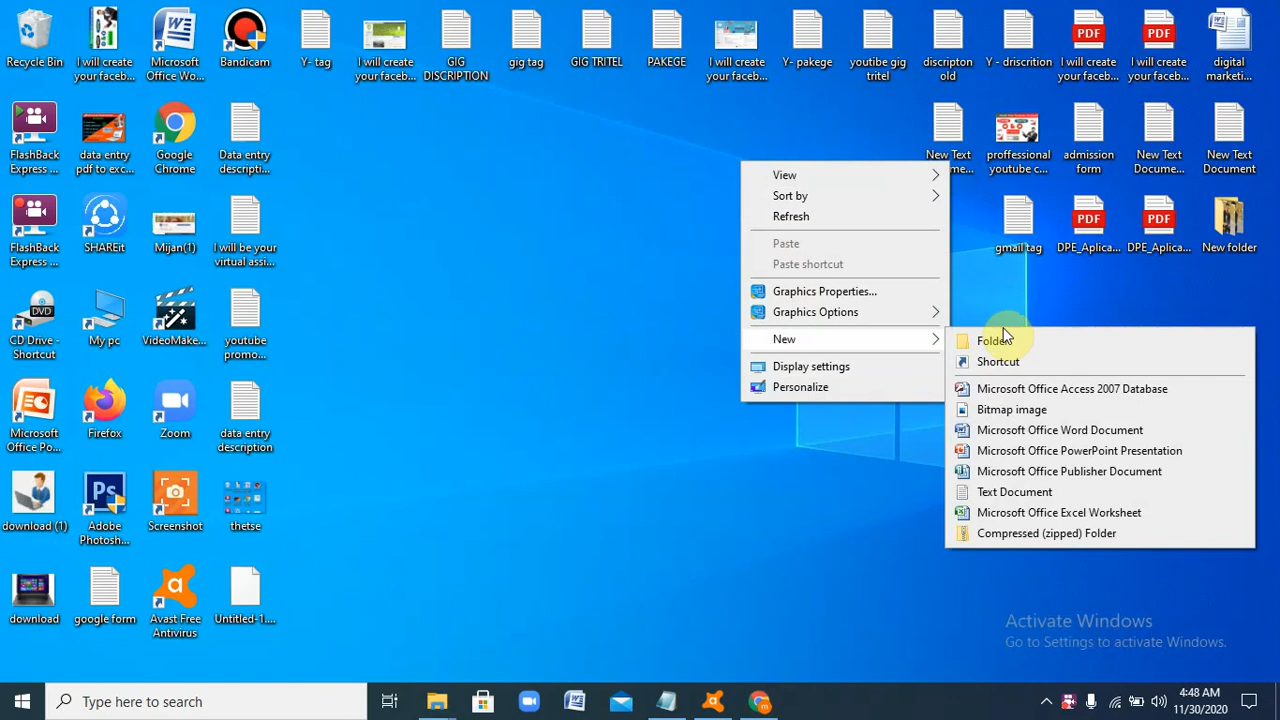 Recycle Bin
I will create
your faceb...
Microsoft
Office Wo...
Bandicam
Y- tag
I will create
your faceb...
GIG
DISCRIPTION
gig tag
GIG TRITEL
PAKEGE
I will create
your faceb...
Y- pakege
youtibe gig
tritel
discripton
old
Y - driscrition
I will create
your faceb...
I will create
your faceb...
digital
marketi...
FlashBack
Express ...
data entry
pdf to exc...
Google
Chrome
Data entry
descripti...
New Text
proffessional
youtube c...
admission
form
New Text
Docume...
New Text
Document
FlashBack
Express ...
SHAREit
Mijan(1)
I will be your
virtual assi...
gmail tag
DPE_Aplica...
DPE_Aplica...
New folder
CD Drive -
Shortcut
My pc
VideoMake...
youtube
promo...
Microsoft
Office Po...
Firefox
Zoom
data entry
description
download (1)
Adobe
Photosh...
Screenshot
thetse
download
google form
Avast Free
Antivirus
Untitled-1....
View
Sort by
Refresh
Paste
Paste shortcut
Graphics Properties...
Graphics Options
New
Display settings
Personalize
Folder
Shortcut
Microsoft Office Access 2007 Database
Bitmap image
Microsoft Office Word Document
Microsoft Office PowerPoint Presentation
Microsoft Office Publisher Document
Text Document
Microsoft Office Excel Worksheet
Compressed (zipped) Folder
Activate Windows
Go to Settings to activate Windows.
Type here to search
4:48 AM
11/30/2020